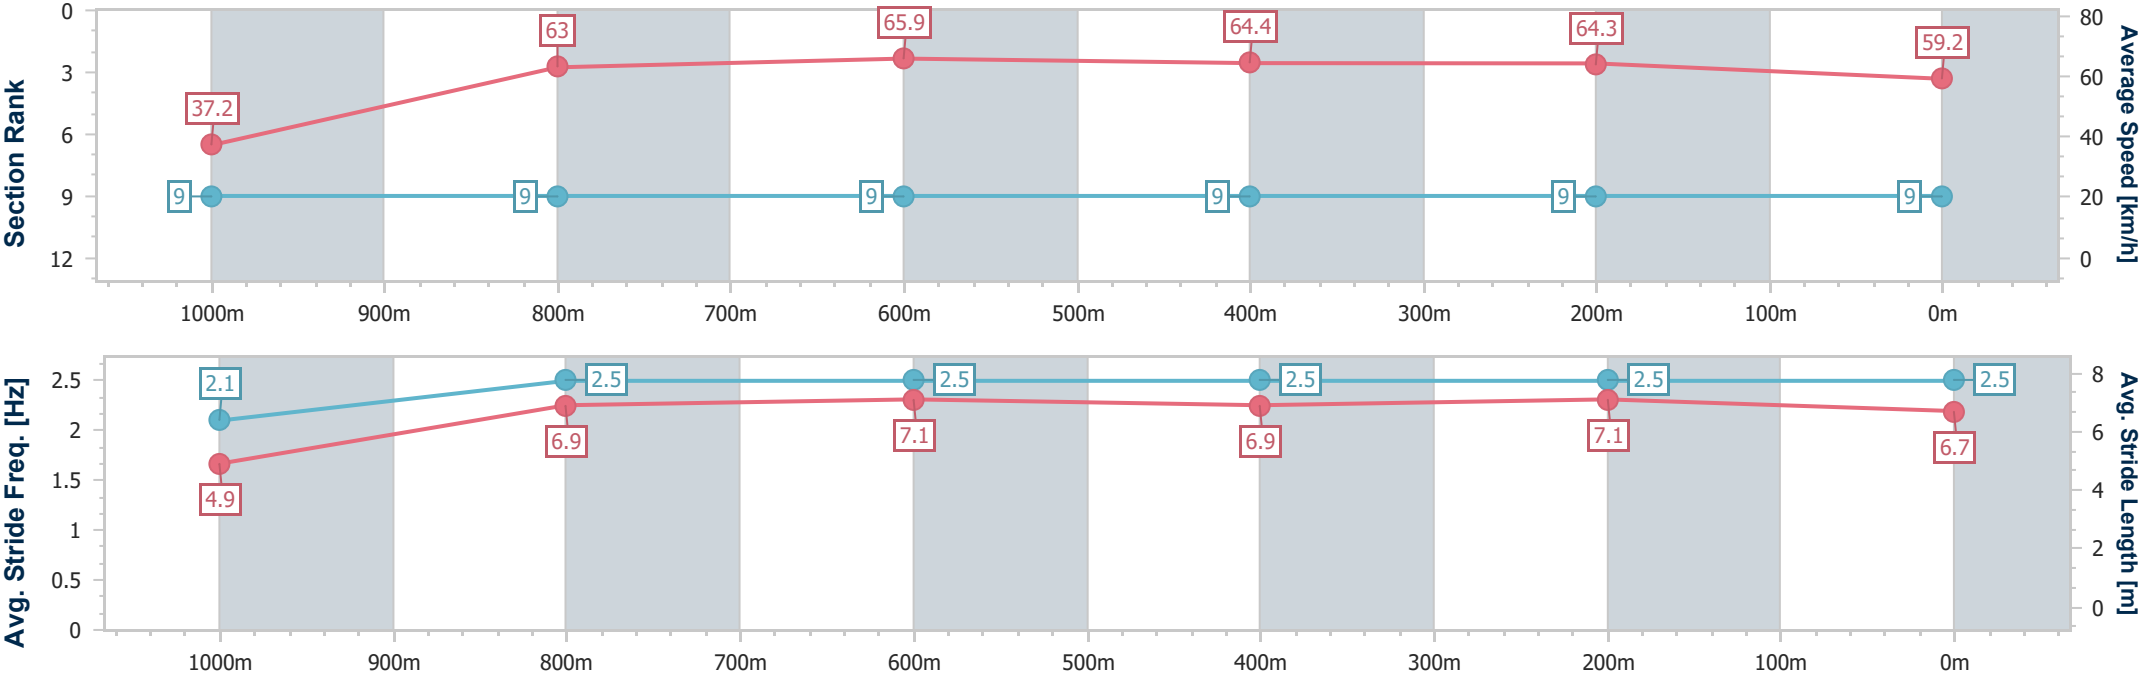 Section Rank
0
3
6
9
12
37.2
63
65.9
64.4
64.3
59.2
9
9
9
9
9
9
80
60
40
20
0
Average Speed [km/h]
1000m
900m
800m
700m
600m
500m
400m
300m
200m
100m
0m
Avg. Stride Freq. [Hz]
2.5
2
1.5
1
0.5
0
2.1
2.5
2.5
2.5
2.5
2.5
4.9
6.9
7.1
6.9
7.1
6.7
8
6
4
2
0
Avg. Stride Length [m]
1000m
900m
800m
700m
600m
500m
400m
300m
200m
100m
0m